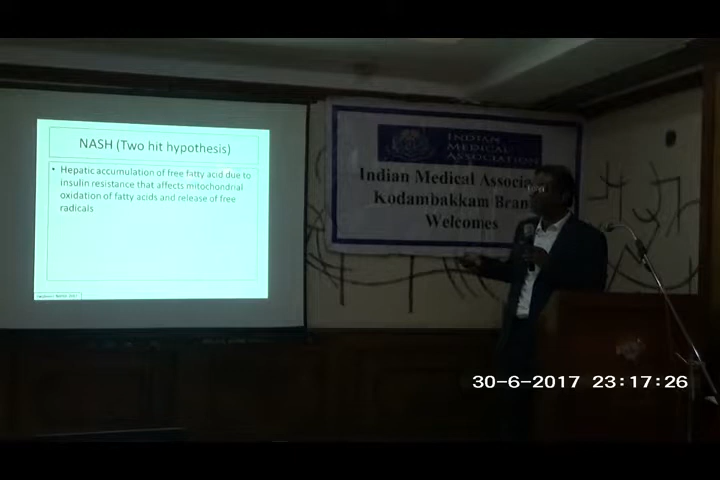 NASH (Two hit hypothesis)
• Hepatic accumulation of free fatty acid due to
insulin resistance that affects mitochondrial
oxidation of fatty acids and release of free
radicals
INDIAN
MEDICAL
ASSOCIATION
Indian Medical Associa
Kodambakkam Bran
Welcomes
30-6-2017 23:17:26